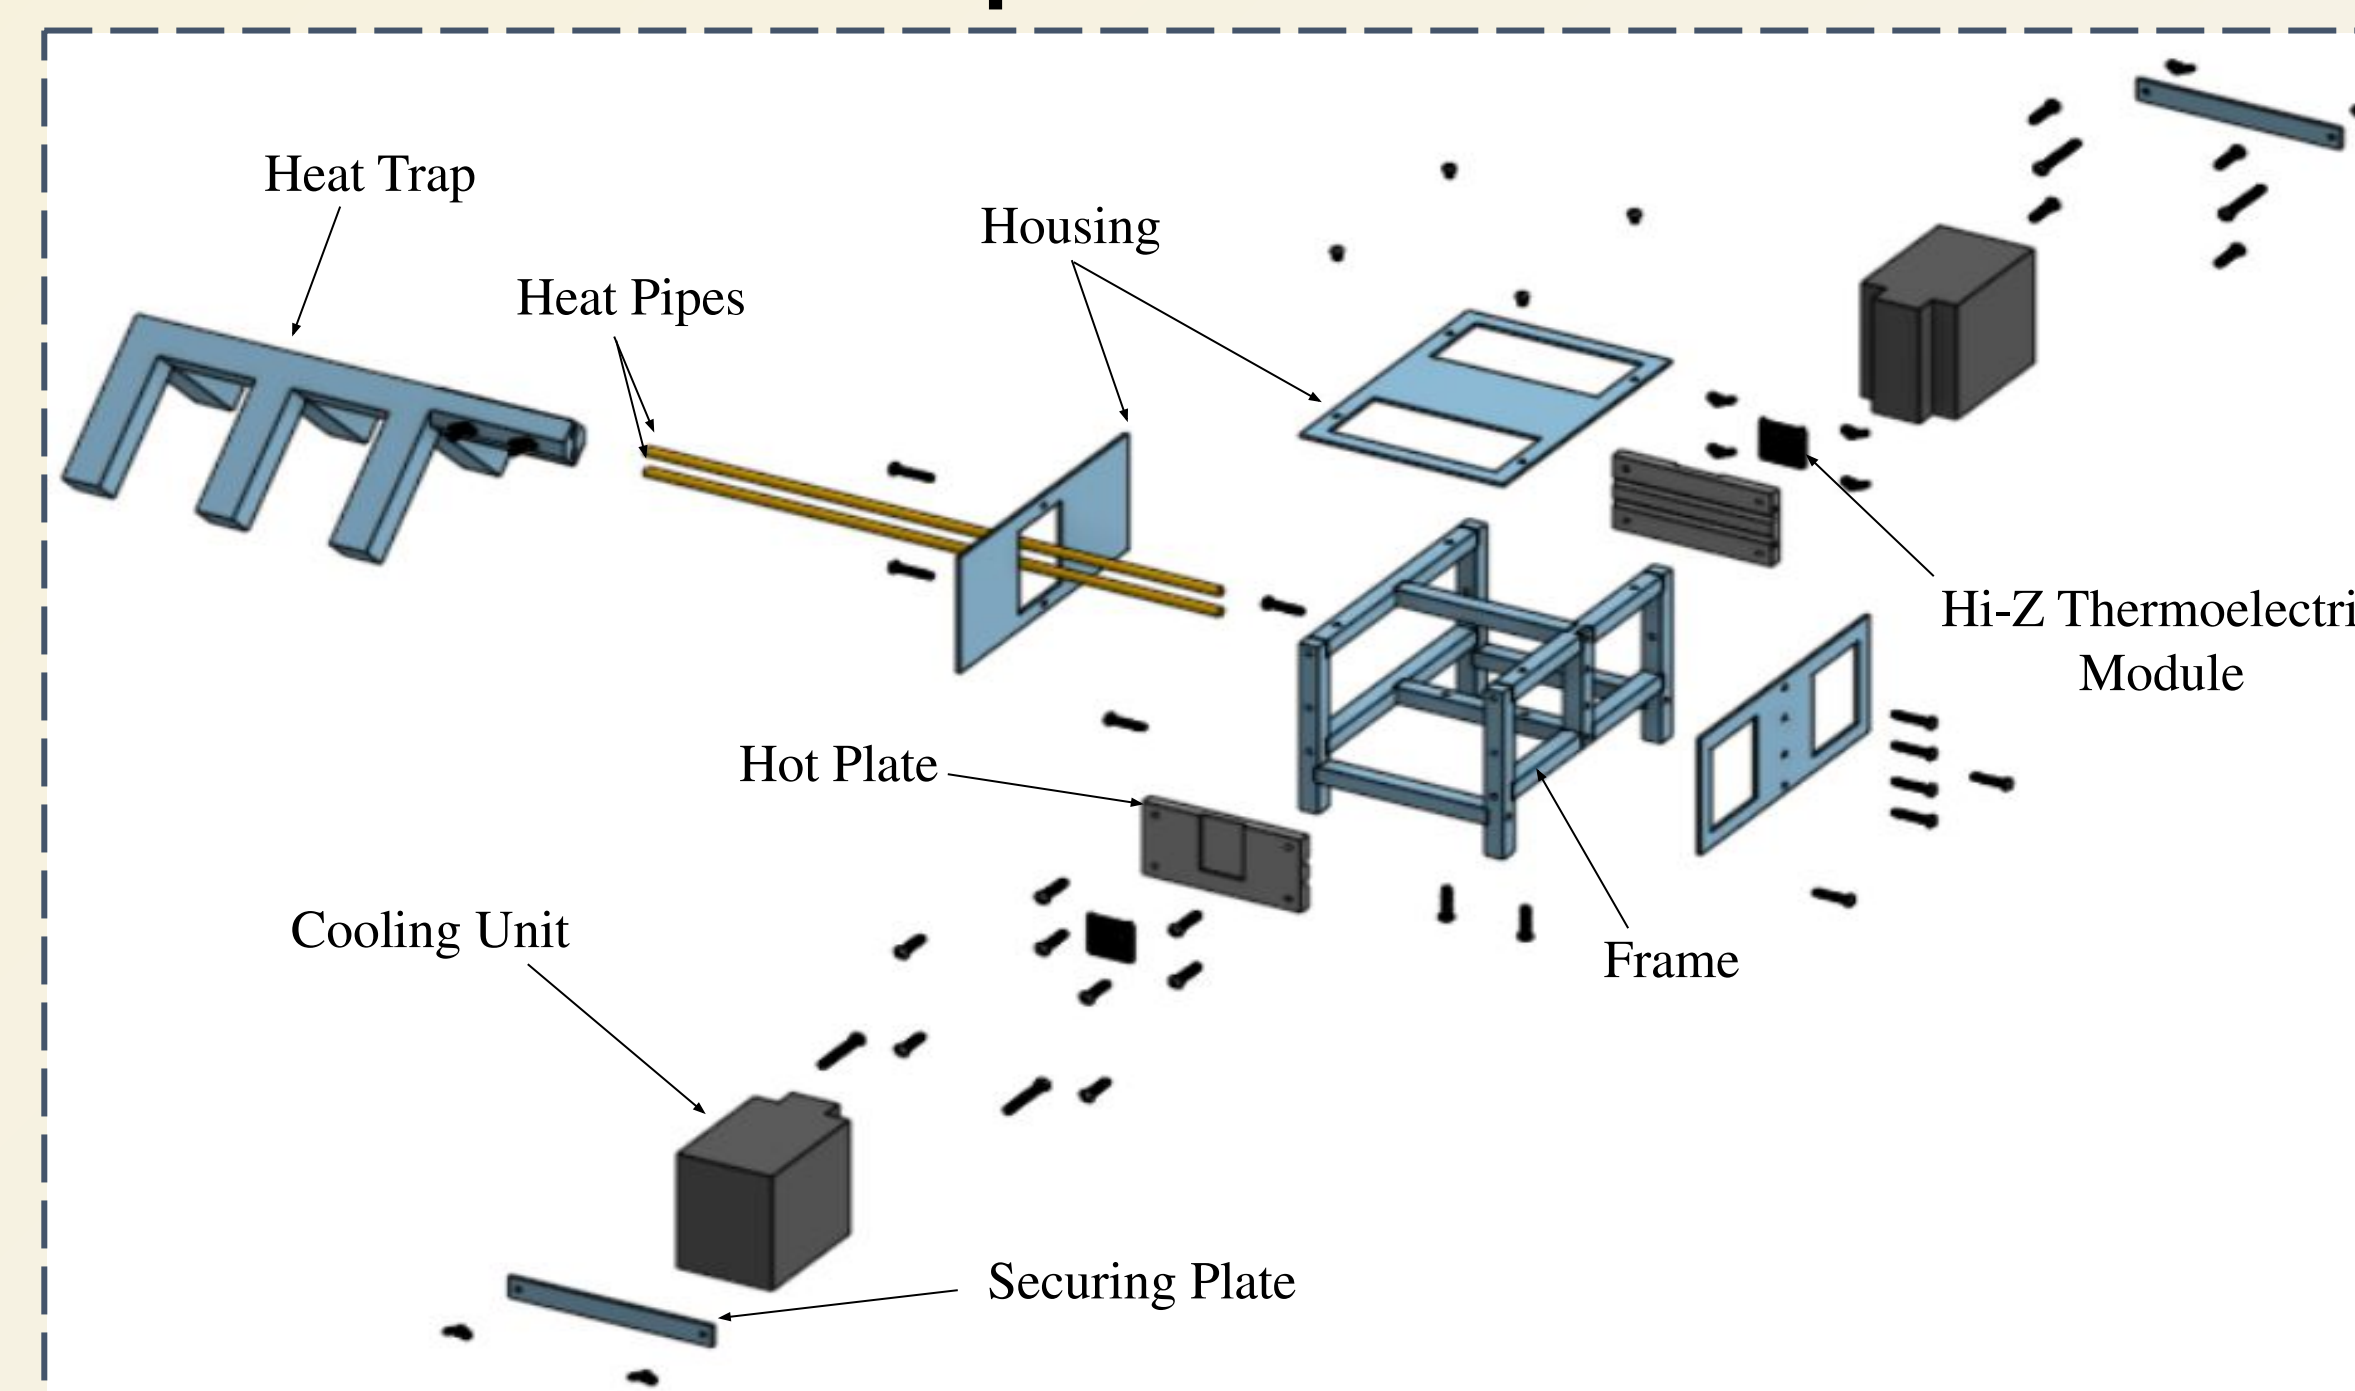 Heat Trap
Housing
Heat Pipes
Hi-Z Thermoelectri
Module
Hot Plate
Cooling Unit
Frame
Securing Plate